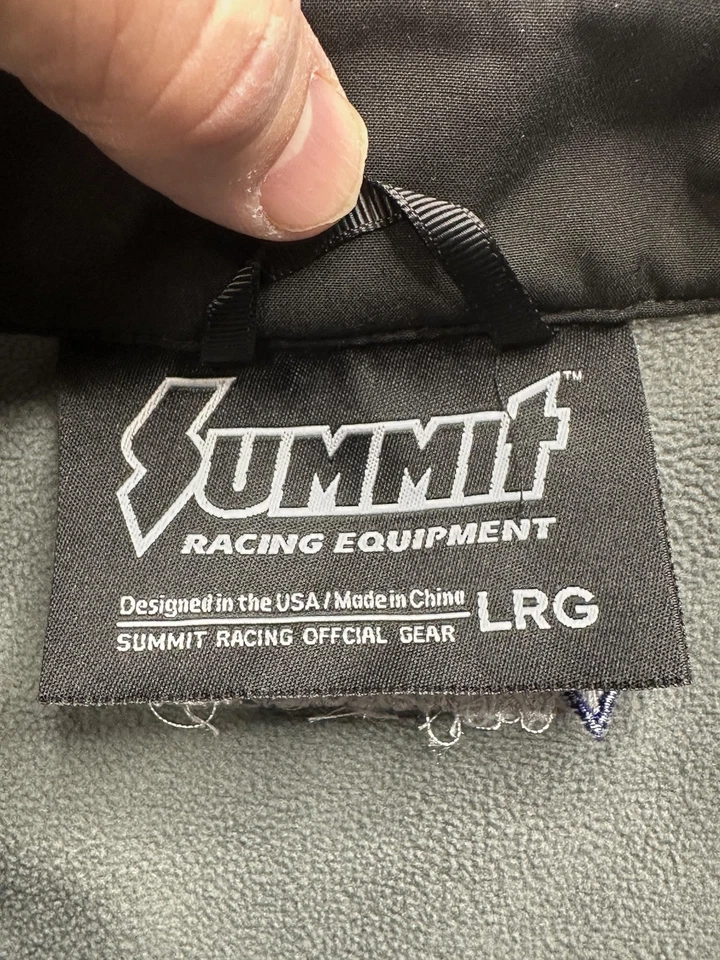 SUMMIT™
RACING EQUIPMENT
Designed in the USA / Made in China
SUMMIT RACING OFFCIAL GEAR
LRG